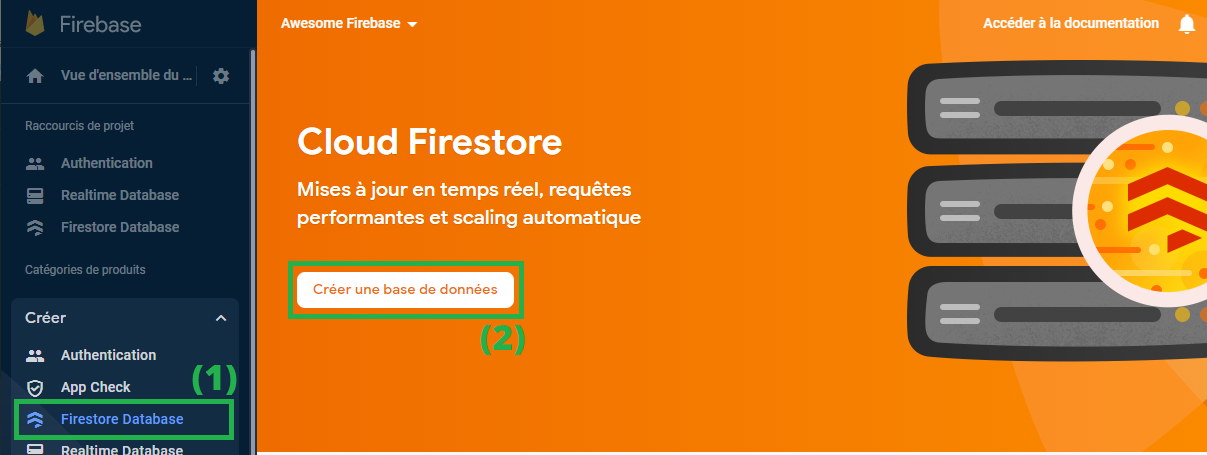 Firebase
Vue d'ensemble du ...
Raccourcis de projet
Authentication
Realtime Database
Firestore Database
Catégories de produits
Créer
Authentication
App Check
(1)
Firestore Database
Realtime Database
Awesome Firebase
Accéder à la documentation
Cloud Firestore
Mises à jour en temps réel, requêtes
performantes et scaling automatique
Créer une base de données
(2)